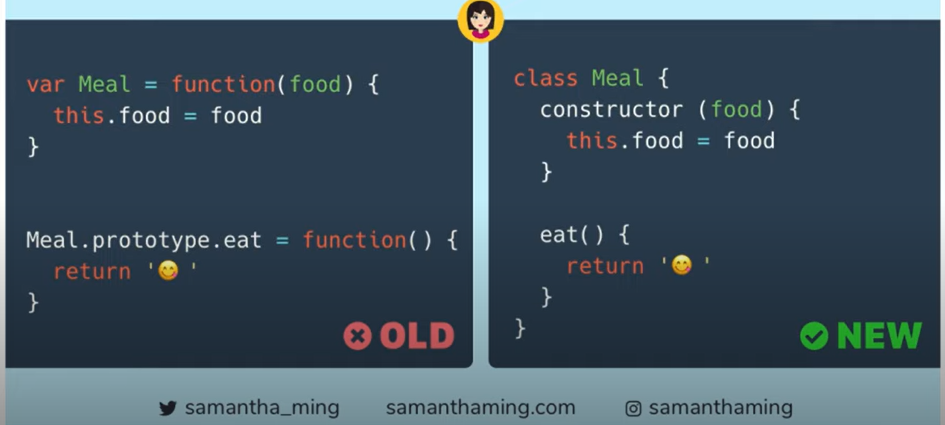 var Meal = function(food) {
this.food = food
}
Meal.prototype.eat = function() {
return '😋 '
}
OLD
class Meal {
constructor (food) {
this.food = food
}
eat() {
return '😋 '
}
}
NEW
samantha_ming samanthaming.com samanthaming